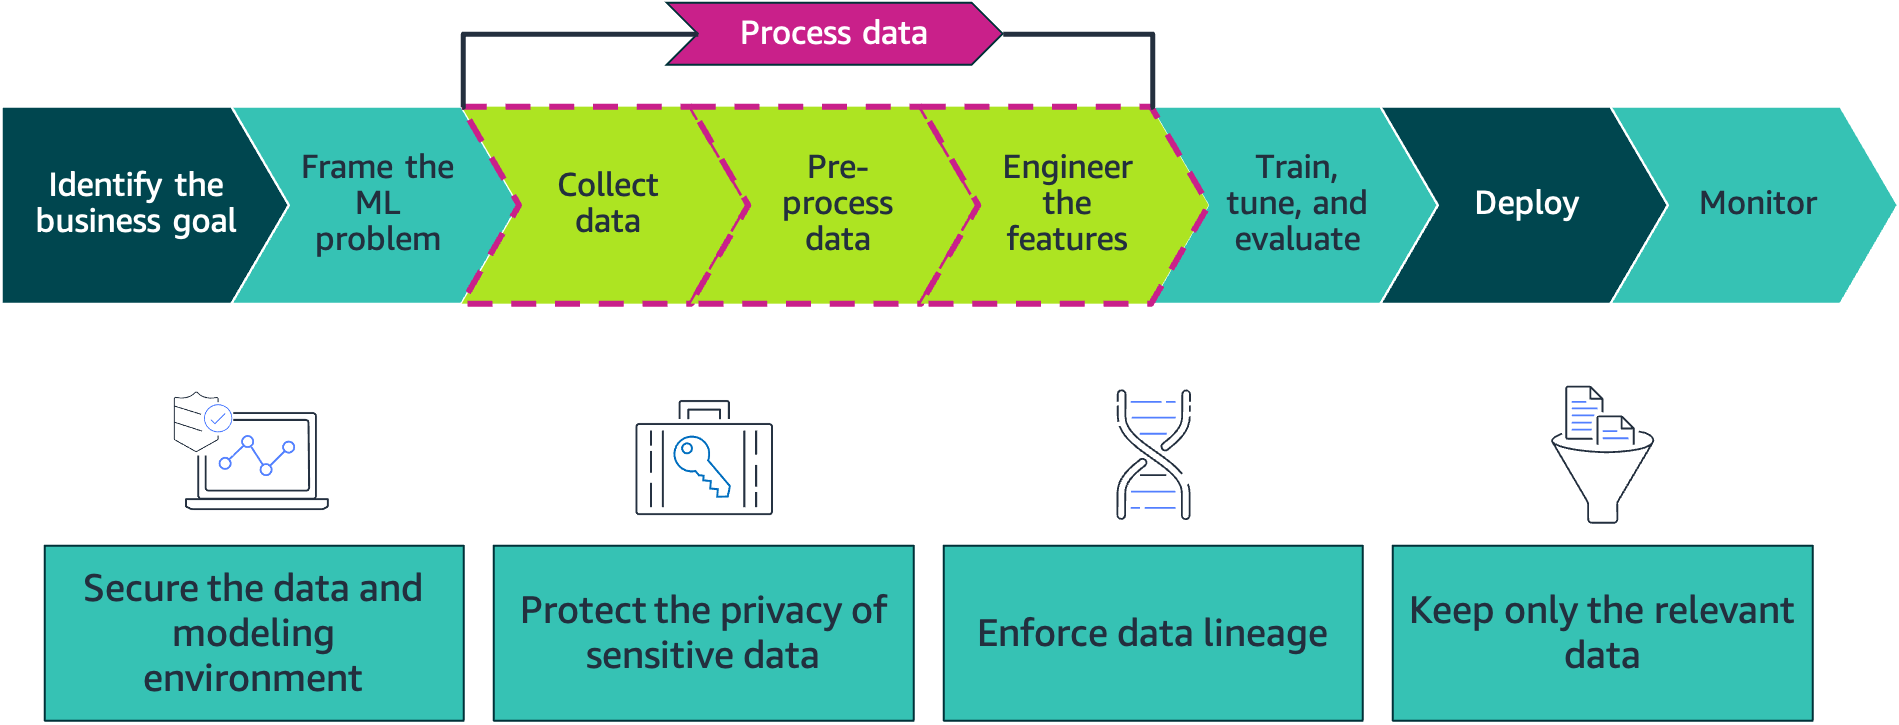 Process data
Identify the
business goal
Frame the
ML
problem
Collect
data
Pre-
process
data
Engineer
the
features
Train,
tune, and
evaluate
Deploy
Monitor
Secure the data and
modeling
environment
Protect the privacy of
sensitive data
Enforce data lineage
Keep only the relevant
data